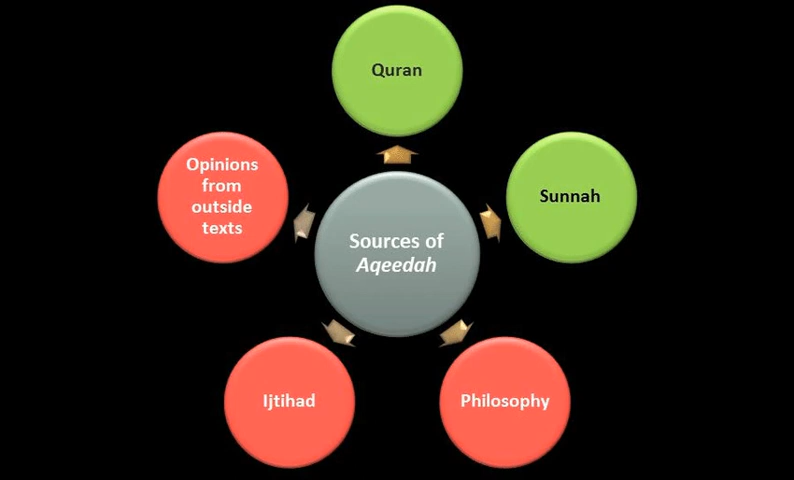 Quran
Opinions
from
outside
texts
Sunnah
Sources of
Aqeedah
Ijtihad
Philosophy